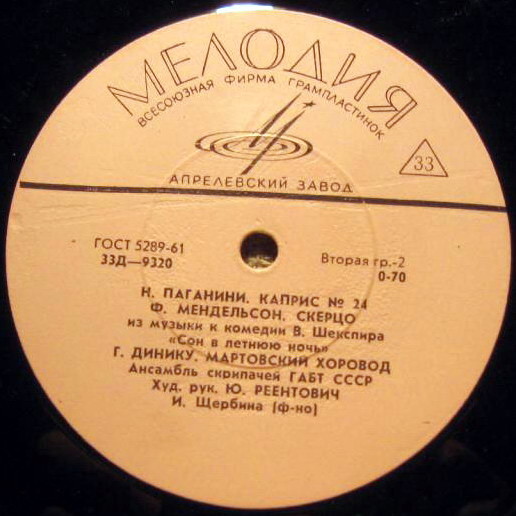 МЕЛОДИЯ
ВСЕСОЮЗНАЯ ФИРМА ГРАМПЛАСТИНОК
33
АПРЕЛЕВСКИЙ ЗАВОД
ГОСТ 5289-61
33Д—9320
Вторая гр.-2
0-70
Н. ПАГАНИНИ. КАПРИС № 24
Ф. МЕНДЕЛЬСОН. СКЕРЦО
из музыки к комедии В. Шекспира
«Сон в летнюю ночь»
Г. ДИНИКУ. МАРТОВСКИЙ ХОРОВОД
Ансамбль скрипачей ГАБТ СССР
Худ. рук. Ю. РЕЕНТОВИЧ
И. Щербина (ф-но)